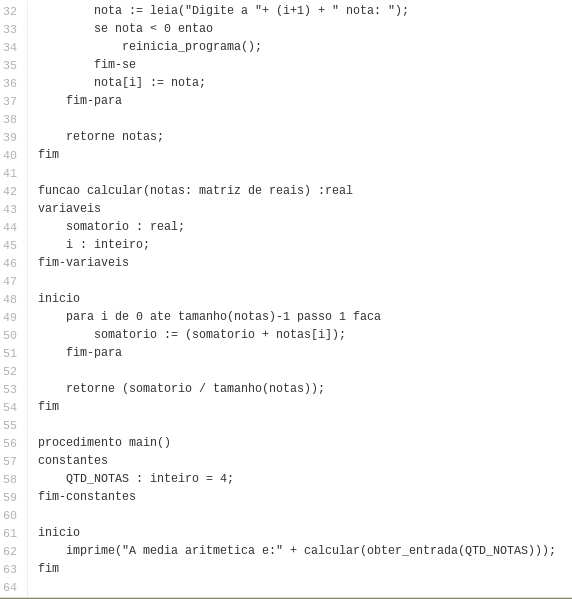 32 nota := leia("Digite a "+ (i+1) + " nota: ");
33 se nota < 0 entao
34 reinicia_programa();
35 fim-se
36 nota[i] := nota;
37 fim-para
38
39 retorne notas;
40 fim
41
42 funcao calcular(notas: matriz de reais) :real
43 variaveis
44 somatorio : real;
45 i : inteiro;
46 fim-variaveis
47
48 inicio
49 para i de 0 ate tamanho(notas)-1 passo 1 faca
50 somatorio := (somatorio + notas[i]);
51 fim-para
52
53 retorne (somatorio / tamanho(notas));
54 fim
55
56 procedimento main()
57 constantes
58 QTD_NOTAS : inteiro = 4;
59 fim-constantes
60
61 inicio
62 imprime("A media aritmetica e:" + calcular(obter_entrada(QTD_NOTAS)));
63 fim
64